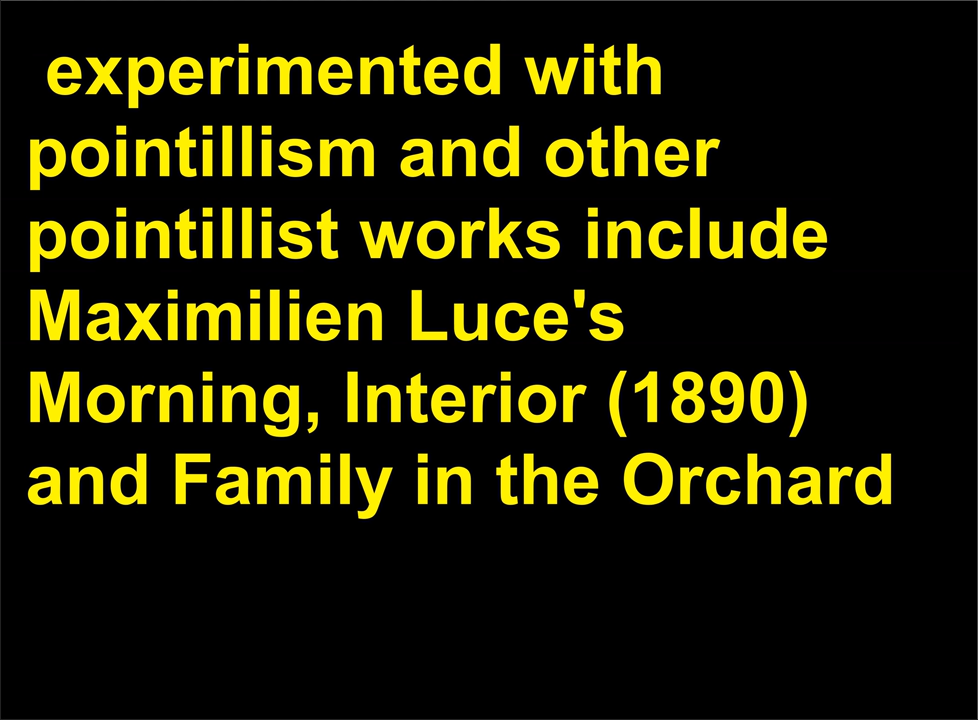 experimented with
pointillism and other
pointillist works include
Maximilien Luce's
Morning, Interior (1890)
and Family in the Orchard